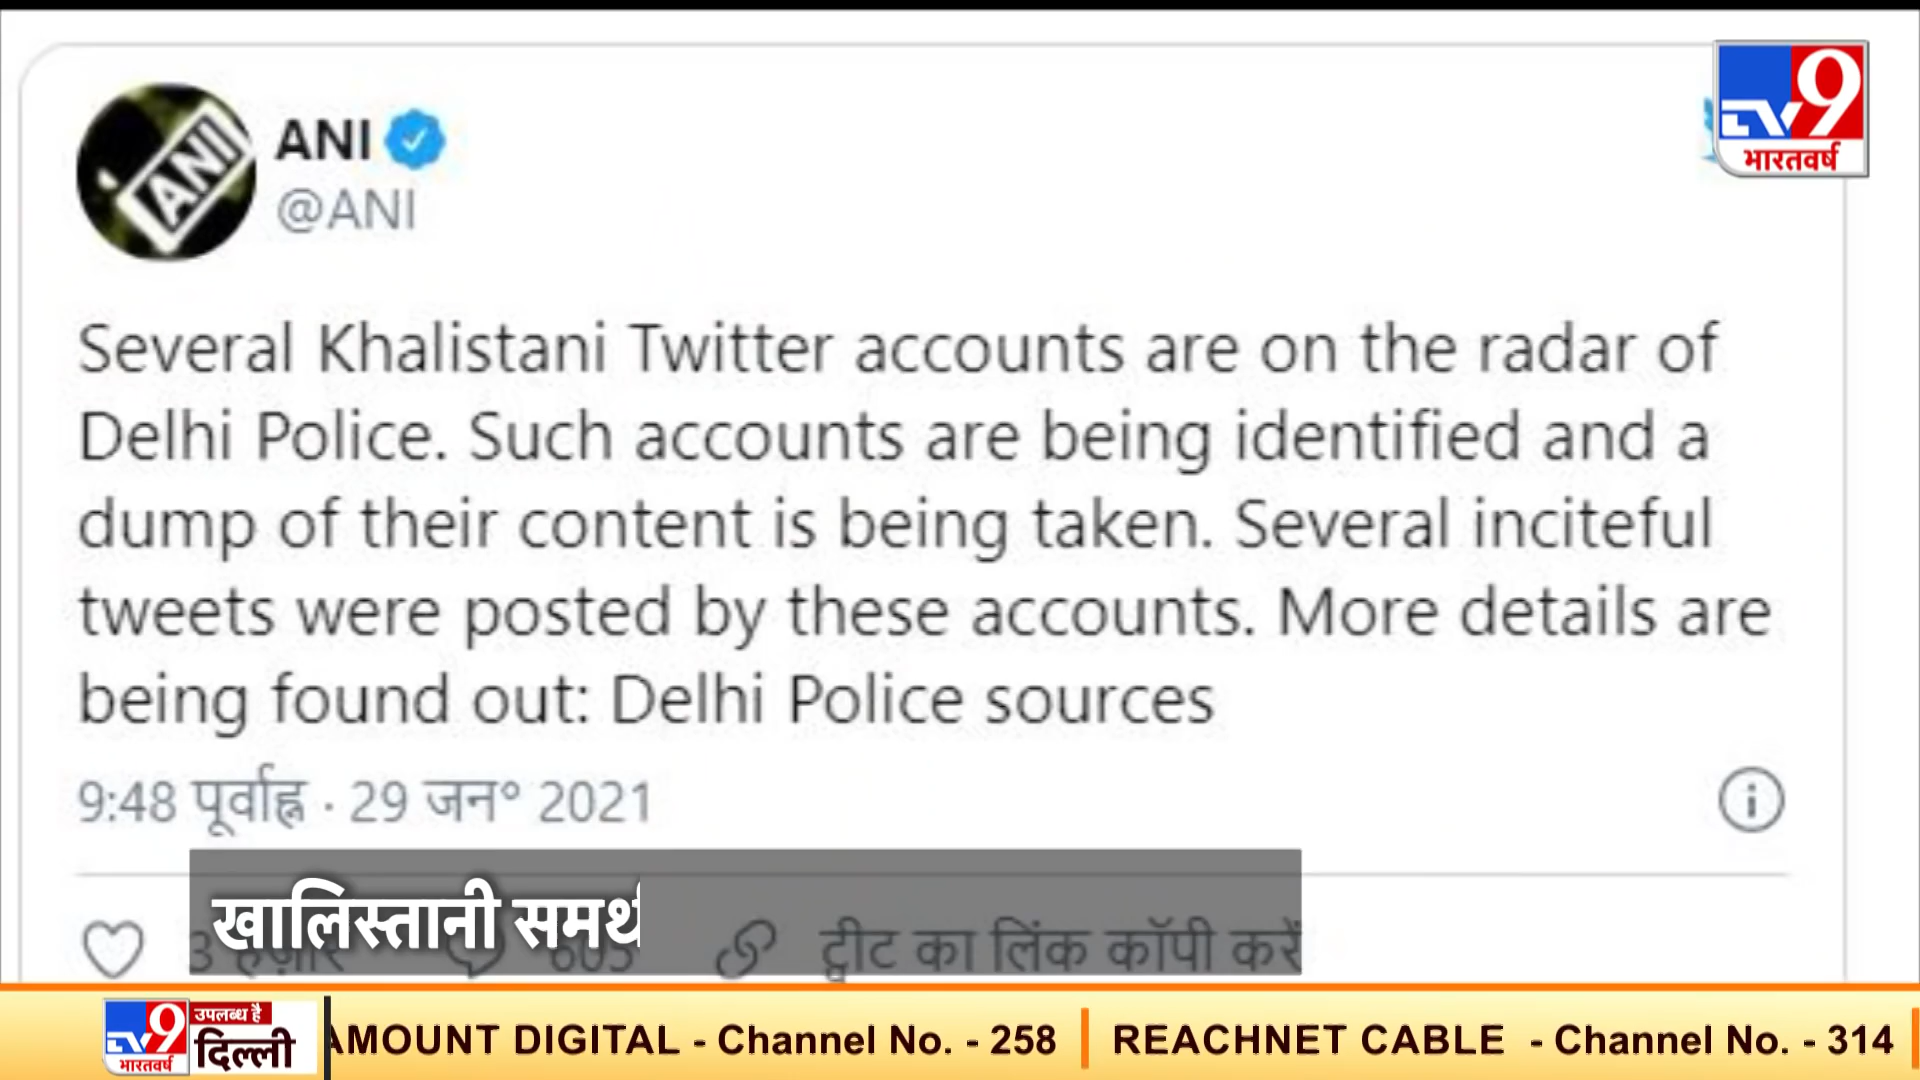 ANI
ANI
@ANI
TV9
भारतवर्ष
Several Khalistani Twitter accounts are on the radar of
Delhi Police. Such accounts are being identified and a
dump of their content is being taken. Several inciteful
tweets were posted by these accounts. More details are
being found out: Delhi Police sources
9:48 पूर्वाह्न · 29 जन॰ 2021
खालिस्तानी
ट्वीट का लिंक कॉपी करें
TV9
भारतवर्ष
उपलब्ध है
दिल्ली
AMOUNT DIGITAL - Channel No. - 258
REACHNET CABLE - Channel No. - 314